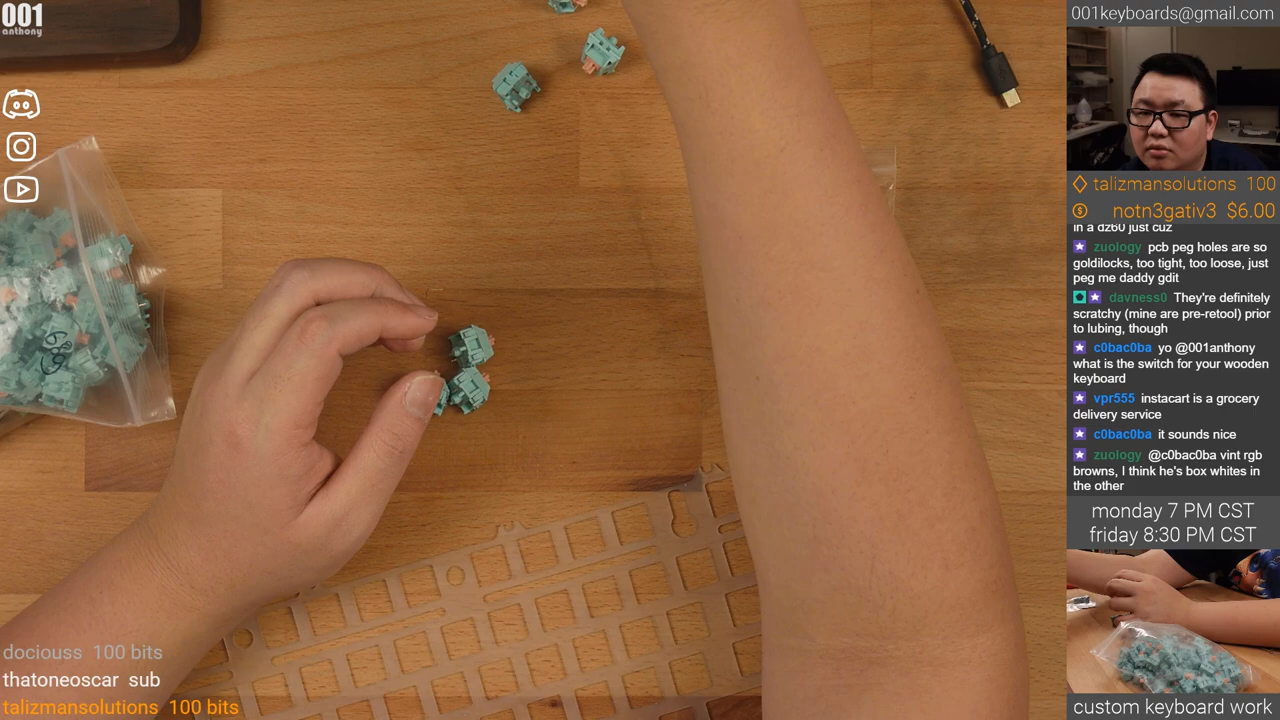 001
anthony
689
dociouss 100 bits
thatoneoscar sub
talizmansolutions 100 bits
001keyboards@gmail.com
talizmansolutions 100
notn3gativ3 $6.00
in a dz60 just cuz
zuology pcb peg holes are so
goldilocks, too tight, too loose, just
peg me daddy gdit
davness0 They're definitely
scratchy (mine are pre-retool) prior
to lubing, though
c0bac0ba yo @001anthony
what is the switch for your wooden
keyboard
vpr555 instacart is a grocery
delivery service
c0bac0ba it sounds nice
zuology @c0bac0ba vint rgb
browns, I think he's box whites in
the other
monday 7 PM CST
friday 8:30 PM CST
custom keyboard work